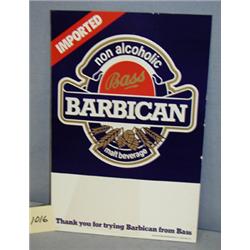 IMPORTED
non alcoholic
Bass
BARBICAN
malt beverage
1016
Thank you for trying Barbican from Bass